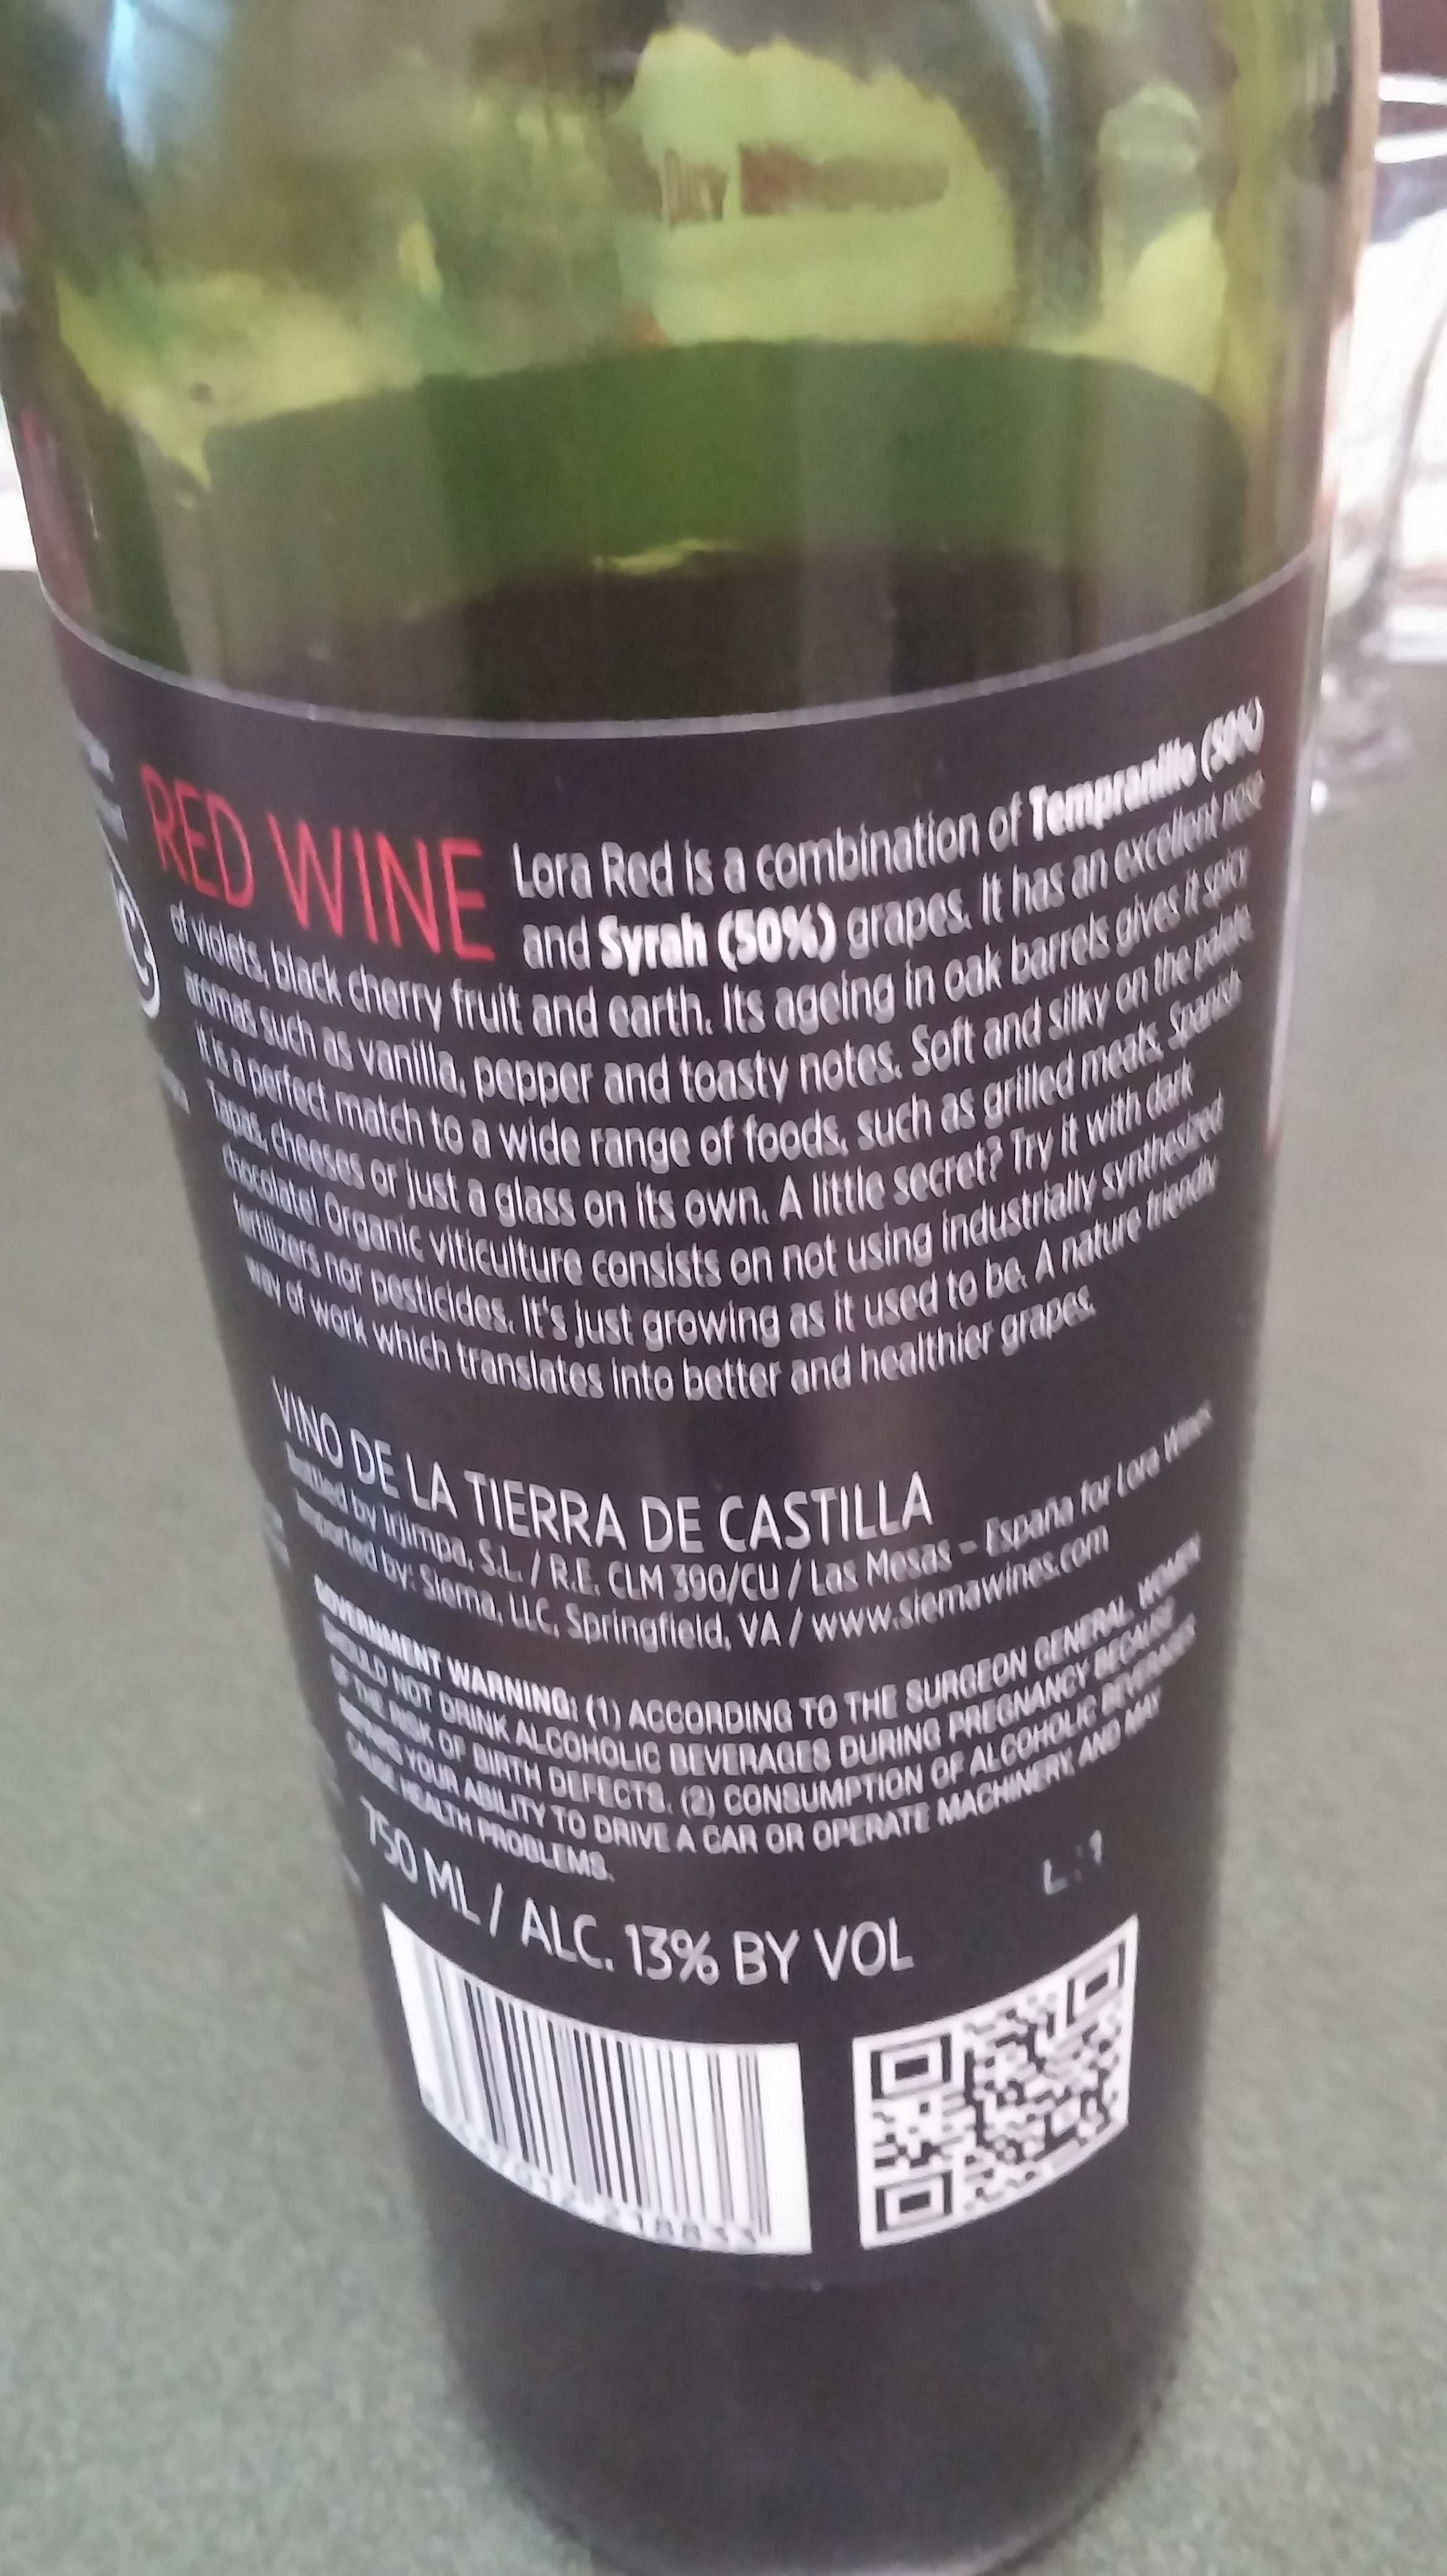 RED WINE
Lora Red is a combination of Tempranillo (50%)
and Syrah (50%) grapes. It has an excellent nose
of violets, black cherry fruit and earth. Its ageing in oak barrels gives it spicy
aromas such as vanilla, pepper and toasty notes. Soft and silky on the palate.
It is a perfect match to a wide range of foods, such as grilled meats, Spanish
Tapas, cheeses or just a glass on its own. A little secret? Try it with dark
chocolate! Organic viticulture consists on not using industrially synthesized
fertilizers nor pesticides. It's just growing as it used to be. A nature friendly
way of work which translates into better and healthier grapes.
VINO DE LA TIERRA DE CASTILLA
Bottled by S.L. / R.E. CLM 390/CU / Las Mesas - España for Lora Wines
Imported by: Siema, LLC, Springfield, VA / www.siemawines.com
GOVERNMENT WARNING: (1) ACCORDING TO THE SURGEON GENERAL, WOMEN
SHOULD NOT DRINK ALCOHOLIC BEVERAGES DURING PREGNANCY BECAUSE
OF THE RISK OF BIRTH DEFECTS. (2) CONSUMPTION OF ALCOHOLIC BEVERAGES
IMPAIRS YOUR ABILITY TO DRIVE A CAR OR OPERATE MACHINERY, AND MAY
CAUSE HEALTH PROBLEMS.
L:1
750 ML / ALC. 13% BY VOL